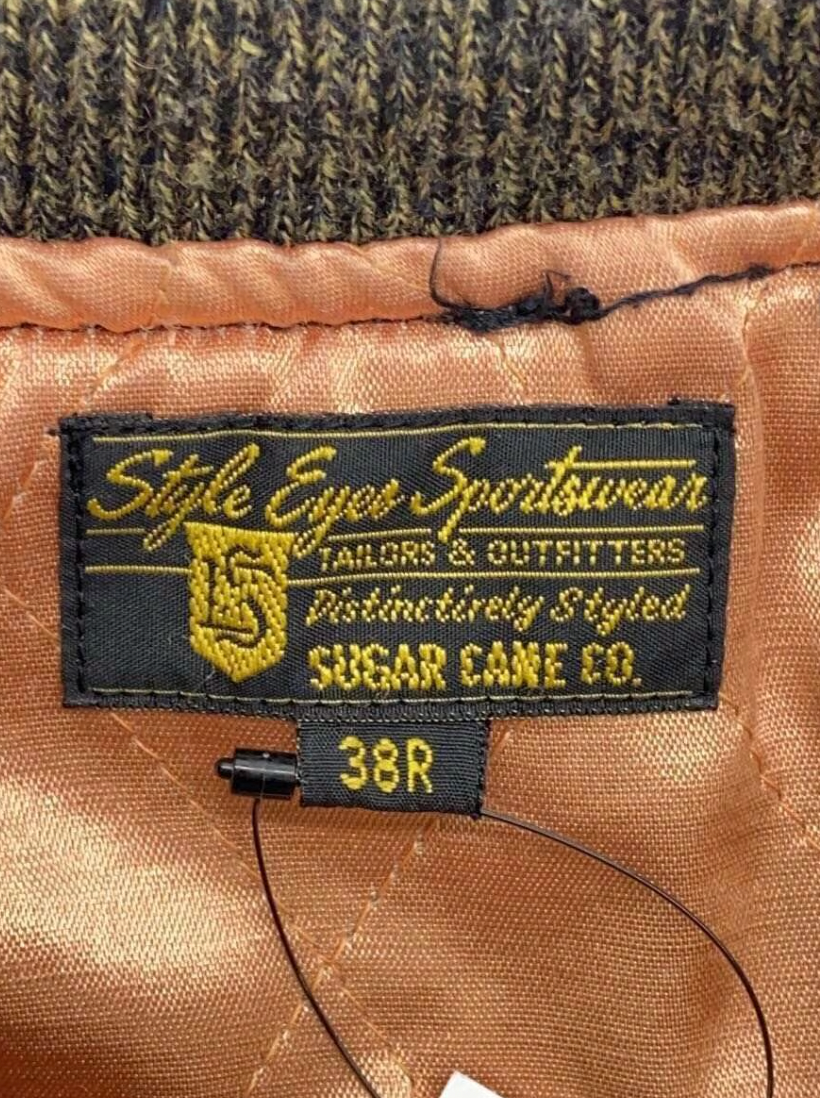 Style Eyes Sportswear
TAILORS & OUTFITTERS
Distinctively Styled
SUGAR CANE CO.
38R